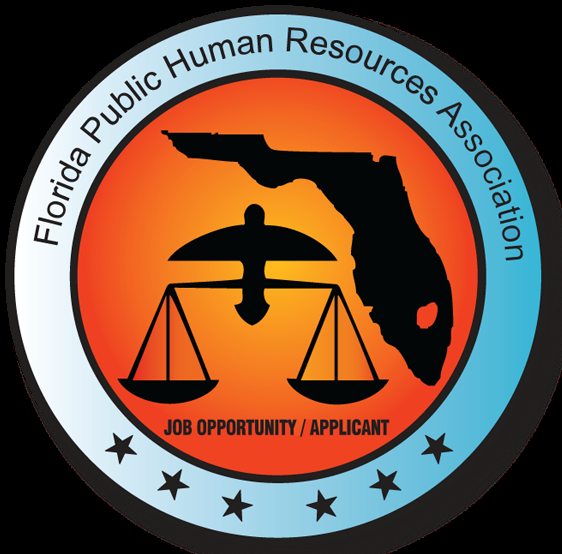 Florida Public Human Resources Association
JOB OPPORTUNITY / APPLICANT